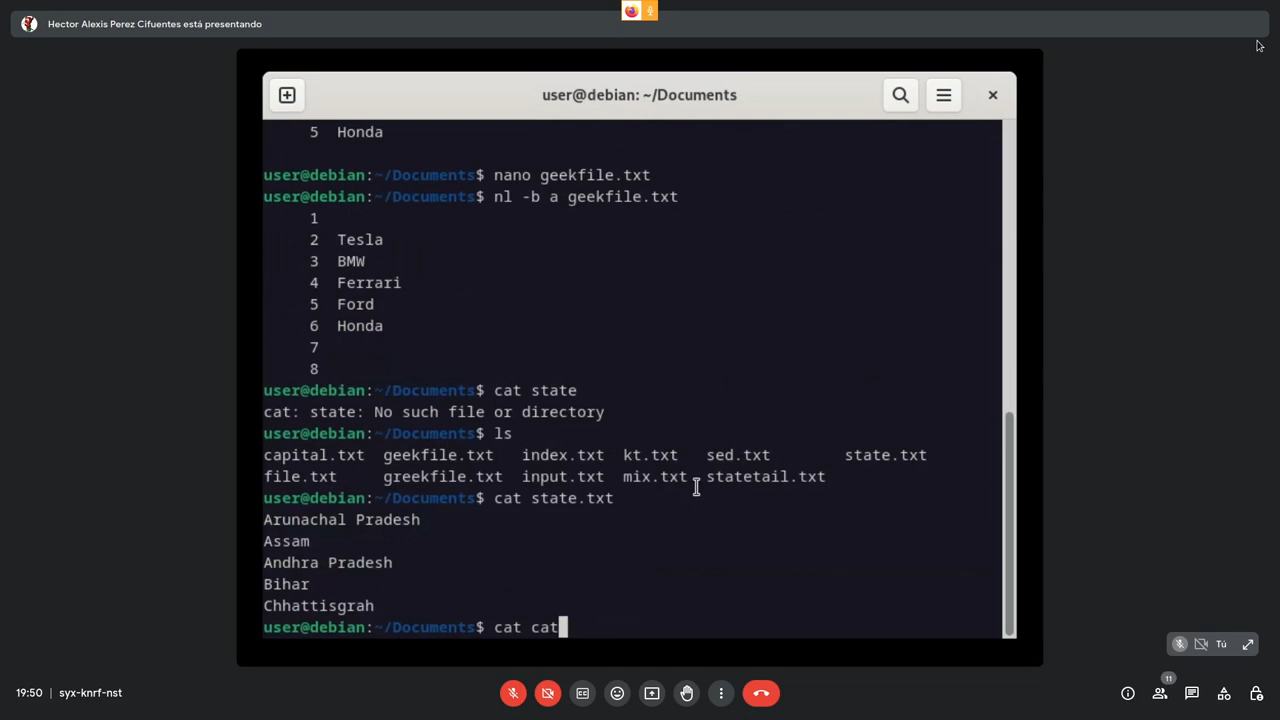 Hector Alexis Perez Cifuentes está presentando
user@debian: ~/Documents
5 Honda
user@debian:~/Documents$ nano geekfile.txt
user@debian:~/Documents$ nl -b a geekfile.txt
1
2 Tesla
3 BMW
4 Ferrari
5 Ford
6 Honda
7
8
user@debian:~/Documents$ cat state
cat: state: No such file or directory
user@debian:~/Documents$ ls
capital.txt geekfile.txt index.txt kt.txt sed.txt state.txt
file.txt greekfile.txt input.txt mix.txt statetail.txt
user@debian:~/Documents$ cat state.txt
Arunachal Pradesh
Assam
Andhra Pradesh
Bihar
Chhattisgrah
user@debian:~/Documents$ cat cat
Tú
19:50 syx-knrf-nst
11